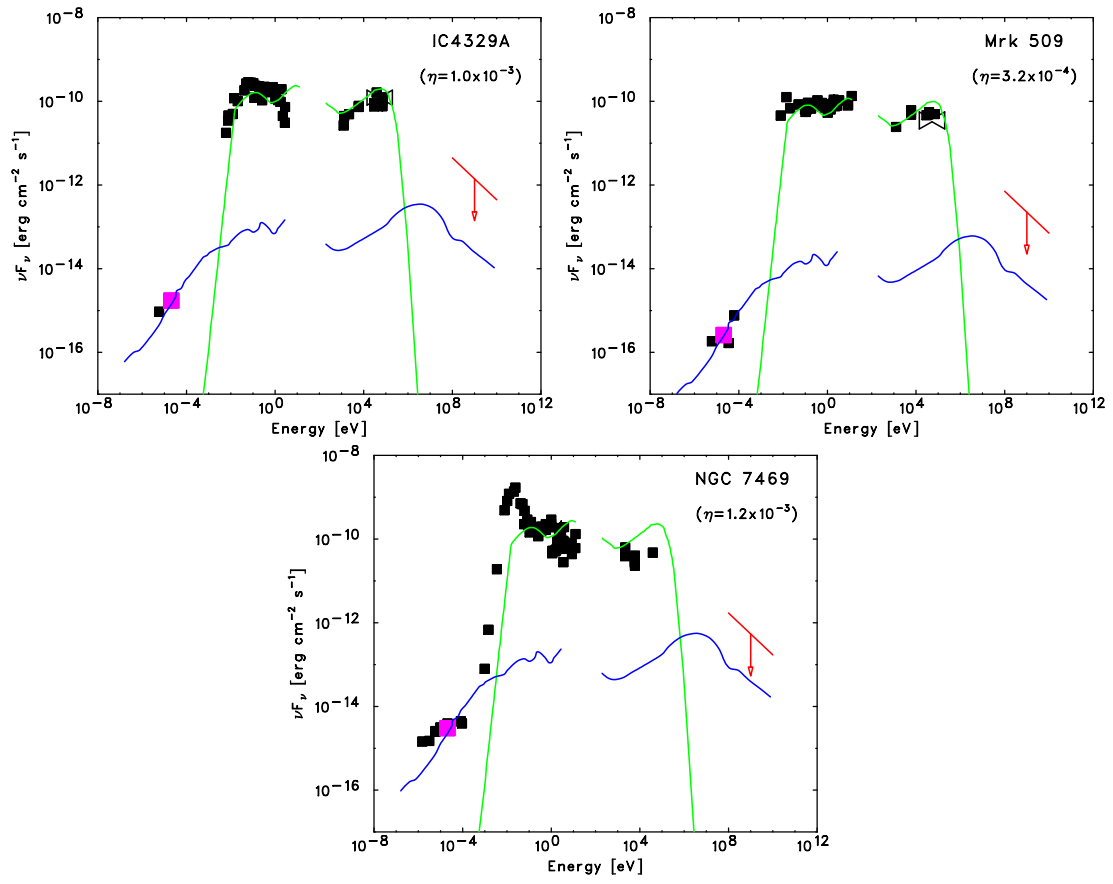 IC4329A
(η=1.0x10⁻³)
νFν [erg cm⁻² s⁻¹]
10⁻⁸
10⁻¹⁰
10⁻¹²
10⁻¹⁴
10⁻¹⁶
10⁻⁸ 10⁻⁴ 10⁰ 10⁴ 10⁸ 10¹²
Energy [eV]
Mrk 509
(η=3.2x10⁻⁴)
νFν [erg cm⁻² s⁻¹]
10⁻⁸
10⁻¹⁰
10⁻¹²
10⁻¹⁴
10⁻¹⁶
10⁻⁸ 10⁻⁴ 10⁰ 10⁴ 10⁸ 10¹²
Energy [eV]
NGC 7469
(η=1.2x10⁻³)
νFν [erg cm⁻² s⁻¹]
10⁻⁸
10⁻¹⁰
10⁻¹²
10⁻¹⁴
10⁻¹⁶
10⁻⁸ 10⁻⁴ 10⁰ 10⁴ 10⁸ 10¹²
Energy [eV]